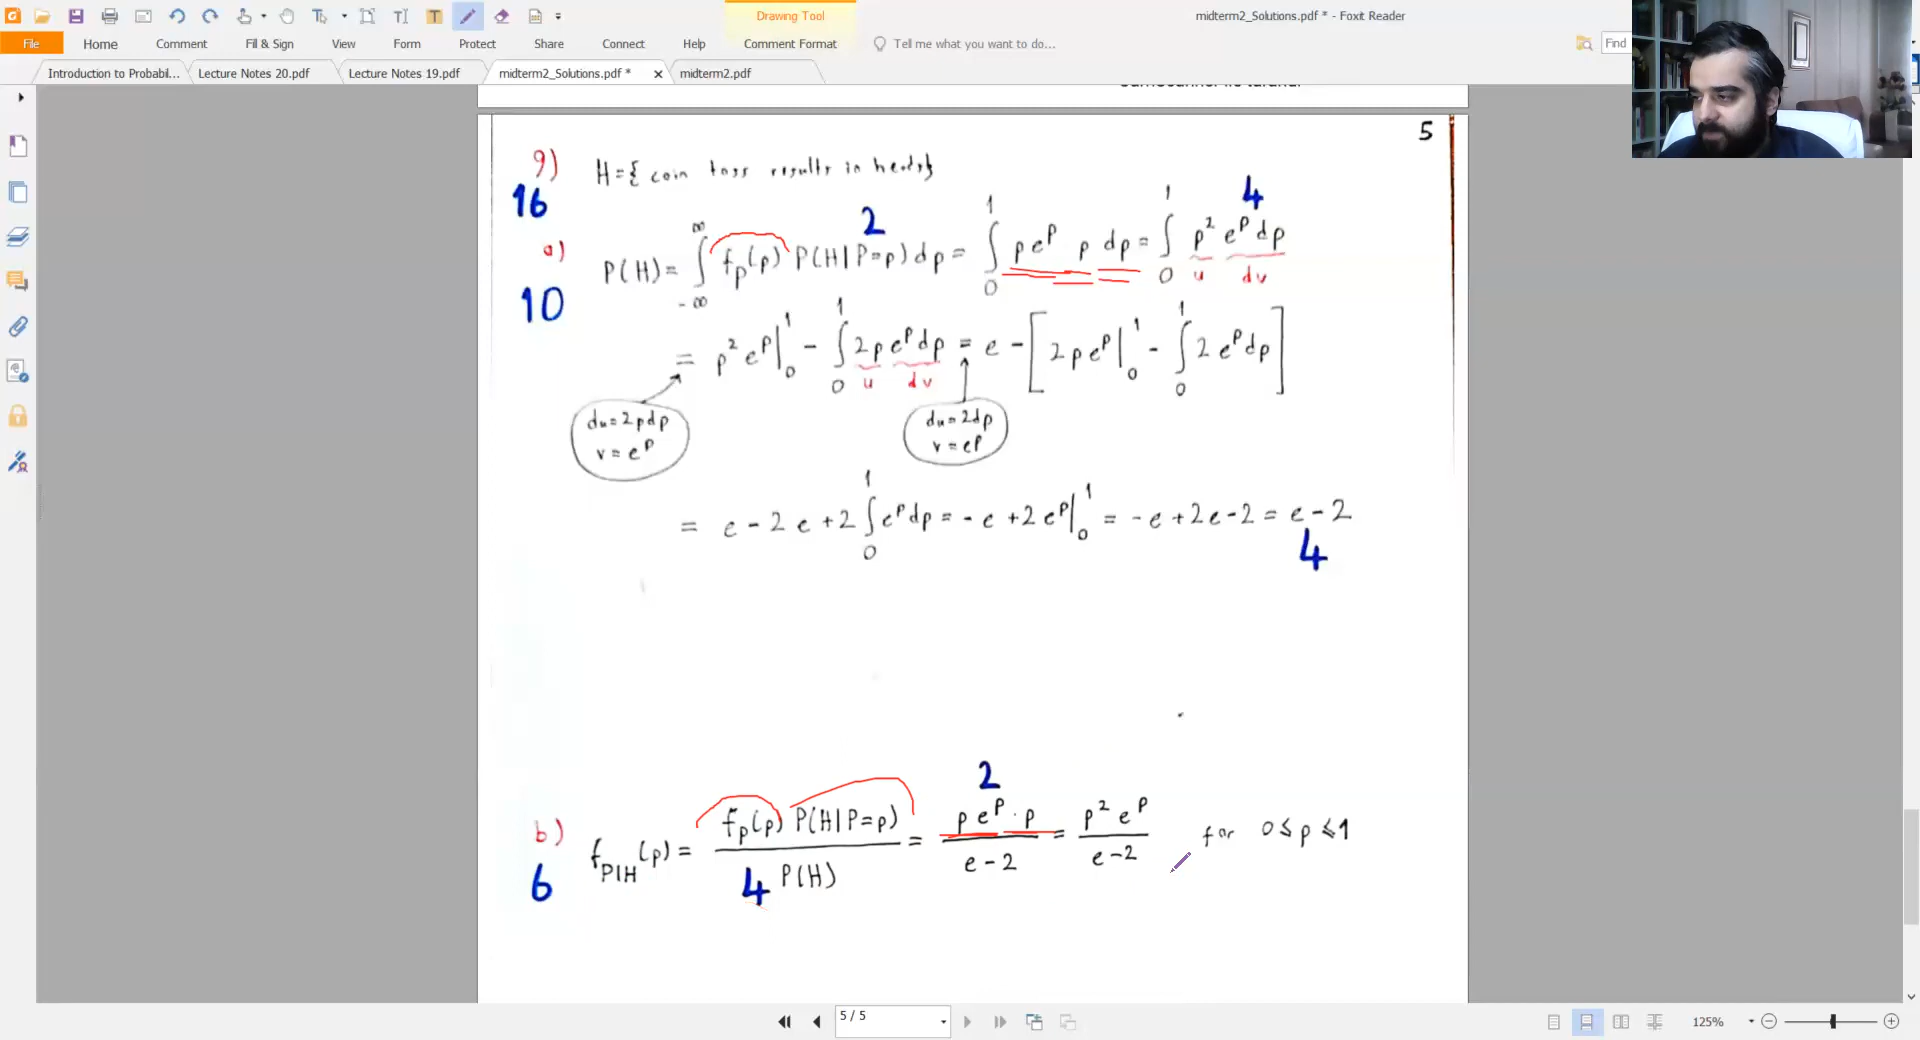 Drawing Tool
midterm2_Solutions.pdf * - Foxit Reader
File Home Comment Fill & Sign View Form Protect Share Connect Help Comment Format Tell me what you want to do... Find
Introduction to Probabil... Lecture Notes 20.pdf Lecture Notes 19.pdf midterm2_Solutions.pdf * midterm2.pdf
5
9) H = { coin toss results in heads}
16
a) P(H) = ∫_{-∞}^{∞} f_P(p) P(H|P=p) dp = ∫_0^1 p e^p p dp = ∫_0^1 p^2 e^p dp
2 4
u dv
10
= p^2 e^p |_0^1 - ∫_0^1 2p e^p dp = e - [ 2p e^p |_0^1 - ∫_0^1 2 e^p dp ]
u dv
du = 2pdp
v = e^p
du = 2dp
v = e^p
= e - 2e + 2 ∫_0^1 e^p dp = - e + 2 e^p |_0^1 = - e + 2e - 2 = e - 2
4
2
b) f_{P|H}(p) = f_P(p) P(H|P=p) / P(H) = p e^p · p / e - 2 = p^2 e^p / e - 2 for 0 ≤ p ≤ 1
6 4
5 / 5
125%